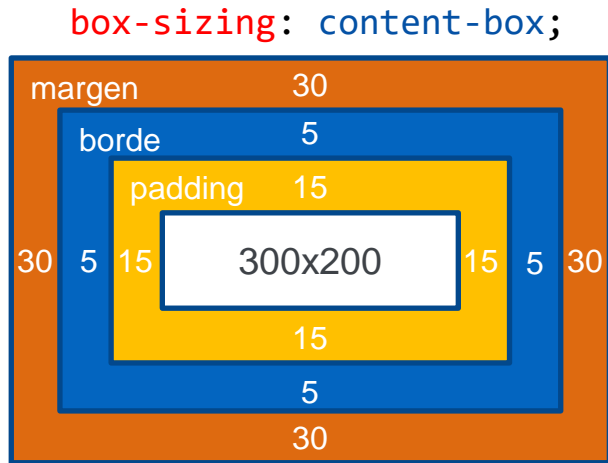 box-sizing: content-box;
margen 30
borde 5
padding 15
30 5 15 300x200 15 5 30
15
5
30